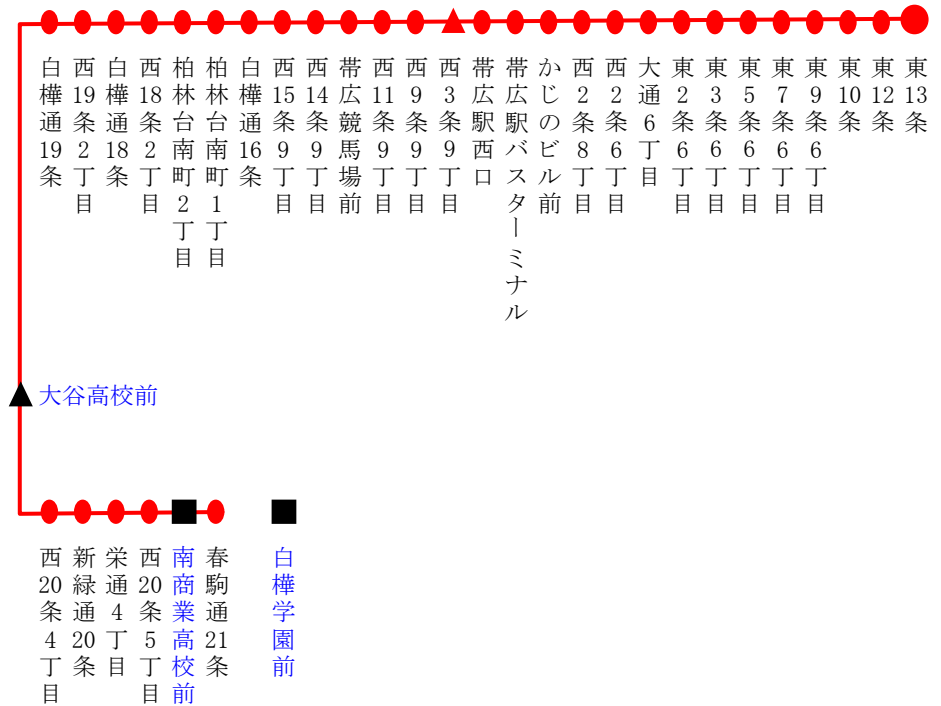 白樺通19条
西19条2丁目
白樺通18条
西18条2丁目
柏林台南町2丁目
柏林台南町1丁目
白樺通16条
西15条9丁目
西14条9丁目
帯広競馬場前
西11条9丁目
西9条9丁目
西3条9丁目
帯広駅西口
帯広駅バスターミナル
かじのビル前
西2条8丁目
西2条6丁目
大通6丁目
東2条6丁目
東3条6丁目
東5条6丁目
東7条6丁目
東9条6丁目
東10条
東12条
東13条
大谷高校前
西20条4丁目
新緑通20条
栄通4丁目
西20条5丁目
南商業高校前
春駒通21条
白樺学園前